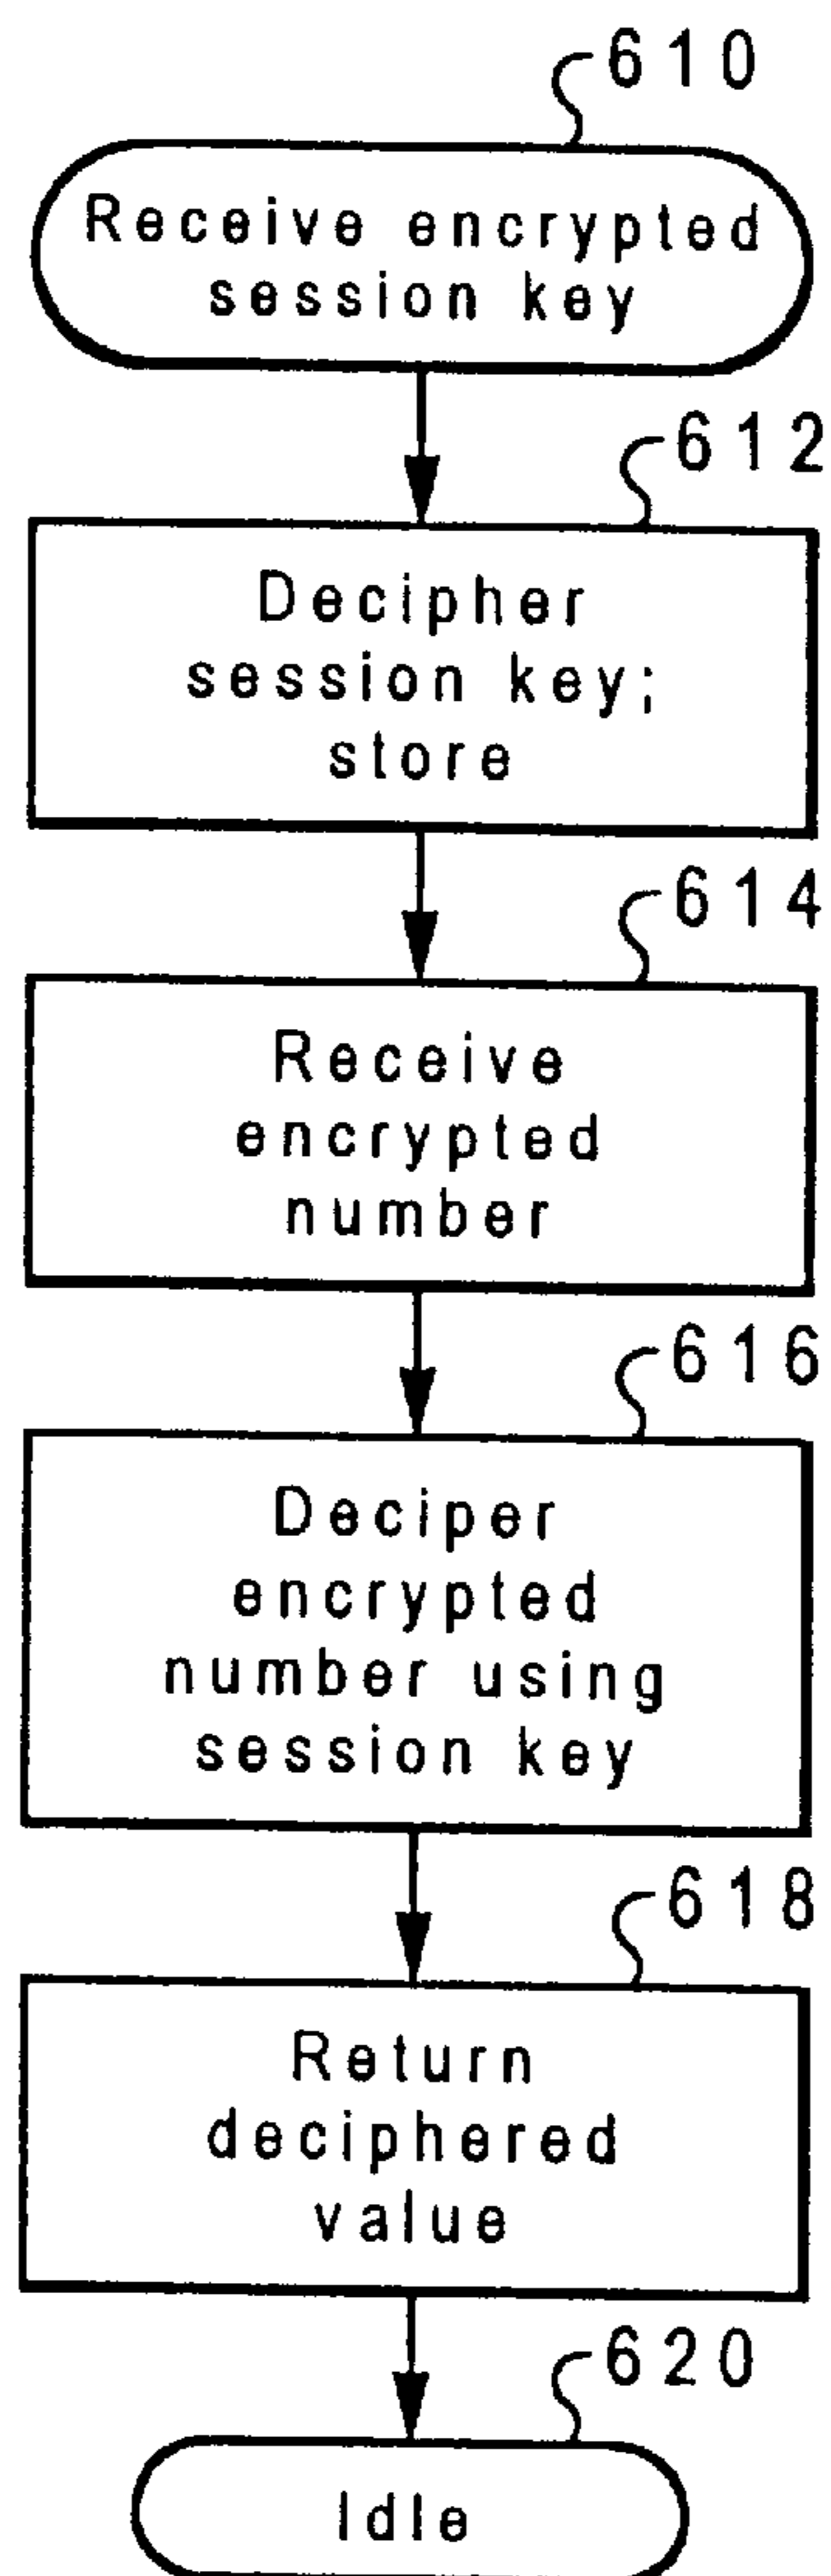 610
Receive encrypted
session key
612
Decipher
session key;
store
614
Receive
encrypted
number
616
Deciper
encrypted
number using
session key
618
Return
deciphered
value
620
Idle